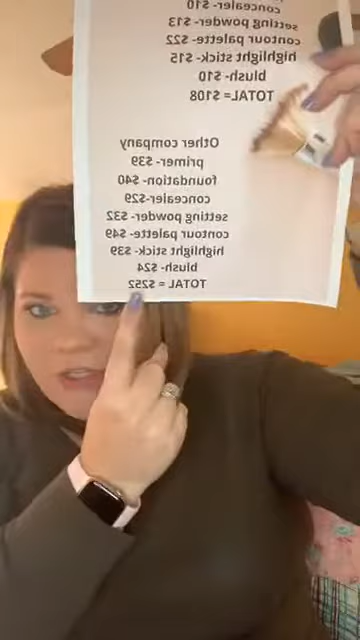 concealer- $10
setting powder- $13
contour palette- $22
highlight stick- $15
blush- $10
TOTAL= $108
Other company
primer- $39
foundation- $40
concealer-$29
setting powder- $32
contour palette- $49
highlight stick- $39
blush- $24
TOTAL = $252